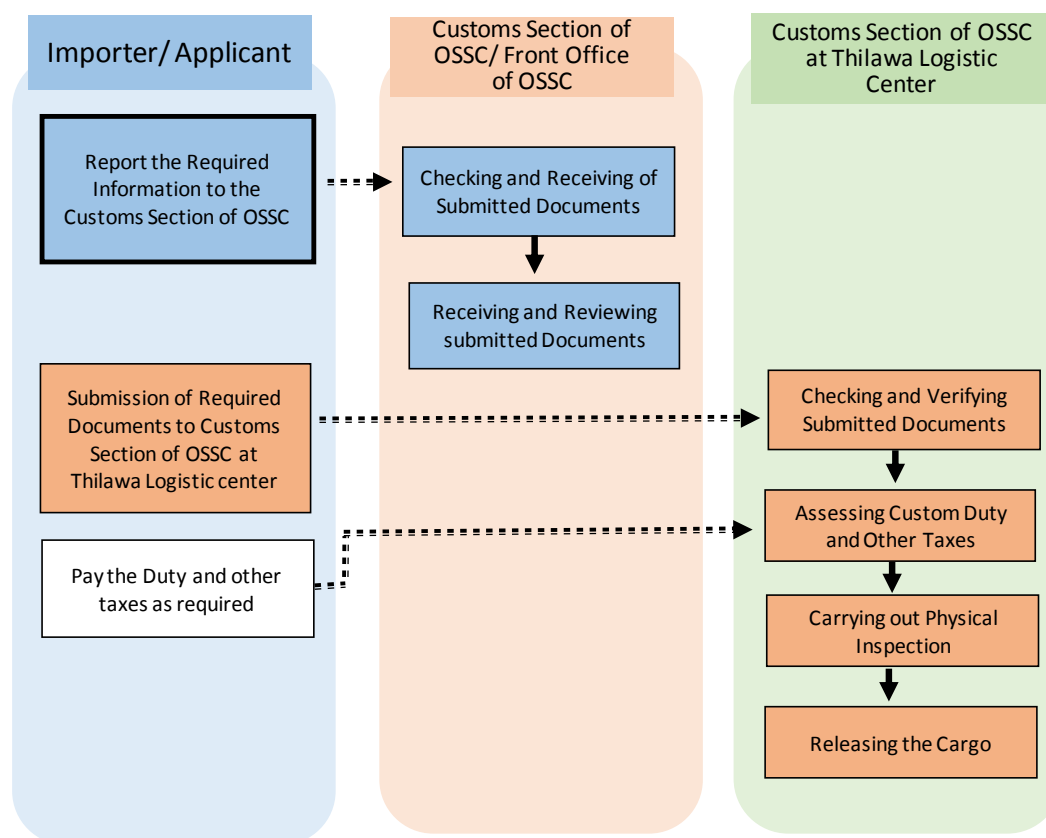 Importer/ Applicant
Report the Required
Information to the
Customs Section of OSSC
Submission of Required
Documents to Customs
Section of OSSC at
Thilawa Logistic center
Pay the Duty and other
taxes as required
Customs Section of
OSSC/ Front Office
of OSSC
Checking and Receiving of
Submitted Documents
Receiving and Reviewing
submitted Documents
Customs Section of OSSC
at Thilawa Logistic
Center
Checking and Verifying
Submitted Documents
Assessing Custom Duty
and Other Taxes
Carrying out Physical
Inspection
Releasing the Cargo